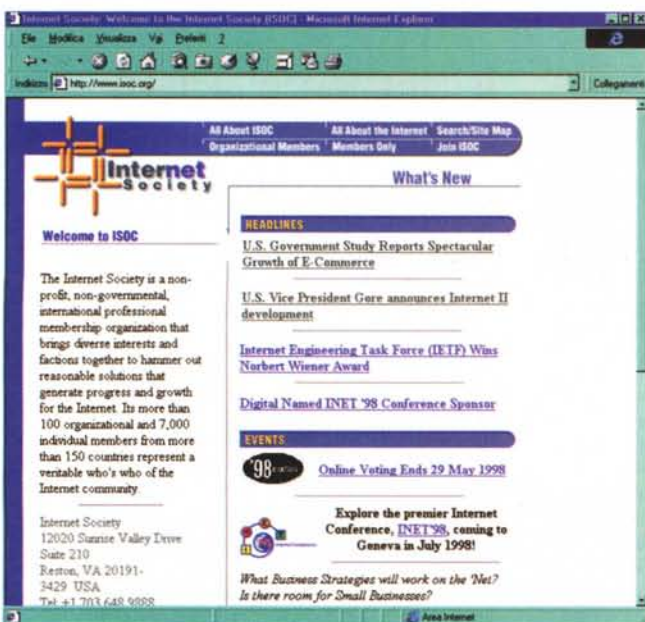 Internet Society: Welcome to the Internet Society (ISOC) - Microsoft Internet Explorer
File Modifica Visualizza Vai Preferiti ?
Indirizzo http://www.isoc.org/ Collegamenti
All About ISOC All About the Internet Search/Site Map
Organizational Members Members Only Join ISOC
Internet
Society
What's New
Welcome to ISOC
The Internet Society is a non-
profit, non-governmental,
international professional
membership organization that
brings diverse interests and
factions together to hammer out
reasonable solutions that
generate progress and growth
for the Internet. Its more than
100 organizational and 7,000
individual members from more
than 150 countries represent a
veritable who's who of the
Internet community.
Internet Society
12020 Sunrise Valley Drive
Suite 210
Reston, VA 20191-
3429 USA
Tel: +1 703 648 9888
HEADLINES
U.S. Government Study Reports Spectacular
Growth of E-Commerce
U.S. Vice President Gore announces Internet II
development
Internet Engineering Task Force (IETF) Wins
Norbert Wiener Award
Digital Named INET '98 Conference Sponsor
EVENTS
'98
Online Voting Ends 29 May 1998
Explore the premier Internet
Conference, INET'98, coming to
Geneva in July 1998!
What Business Strategies will work on the 'Net?
Is there room for Small Businesses?
Area Internet